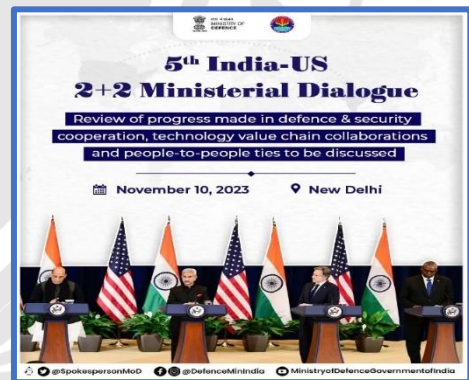 MINISTRY OF
DEFENCE
5th India-US
2+2 Ministerial Dialogue
Review of progress made in defence & security
cooperation, technology value chain collaborations
and people-to-people ties to be discussed
November 10, 2023 New Delhi
@SpokespersonMoD @DefenceMinIndia MinistryofDefenceGovernmentofIndia